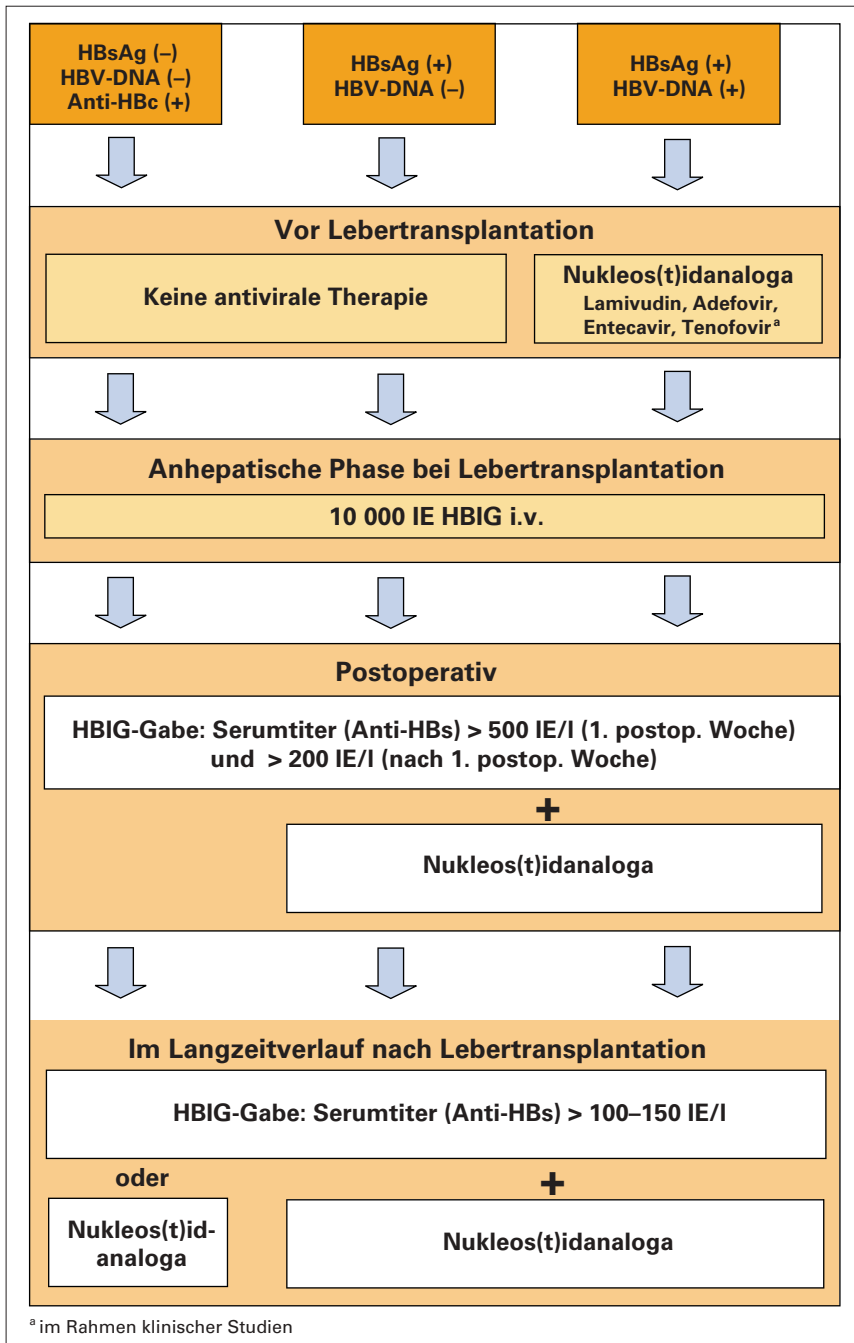 HBsAg (–)
HBV-DNA (–)
Anti-HBc (+)
HBsAg (+)
HBV-DNA (–)
HBsAg (+)
HBV-DNA (+)
Vor Lebertransplantation
Keine antivirale Therapie
Nukleos(t)idanaloga
Lamivudin, Adefovir,
Entecavir, Tenofovir a
Anhepatische Phase bei Lebertransplantation
10 000 IE HBIG i.v.
Postoperativ
HBIG-Gabe: Serumtiter (Anti-HBs) > 500 IE/l (1. postop. Woche)
und > 200 IE/l (nach 1. postop. Woche)
+
Nukleos(t)idanaloga
Im Langzeitverlauf nach Lebertransplantation
HBIG-Gabe: Serumtiter (Anti-HBs) > 100–150 IE/l
oder
Nukleos(t)id-
analoga
+
Nukleos(t)idanaloga
a im Rahmen klinischer Studien